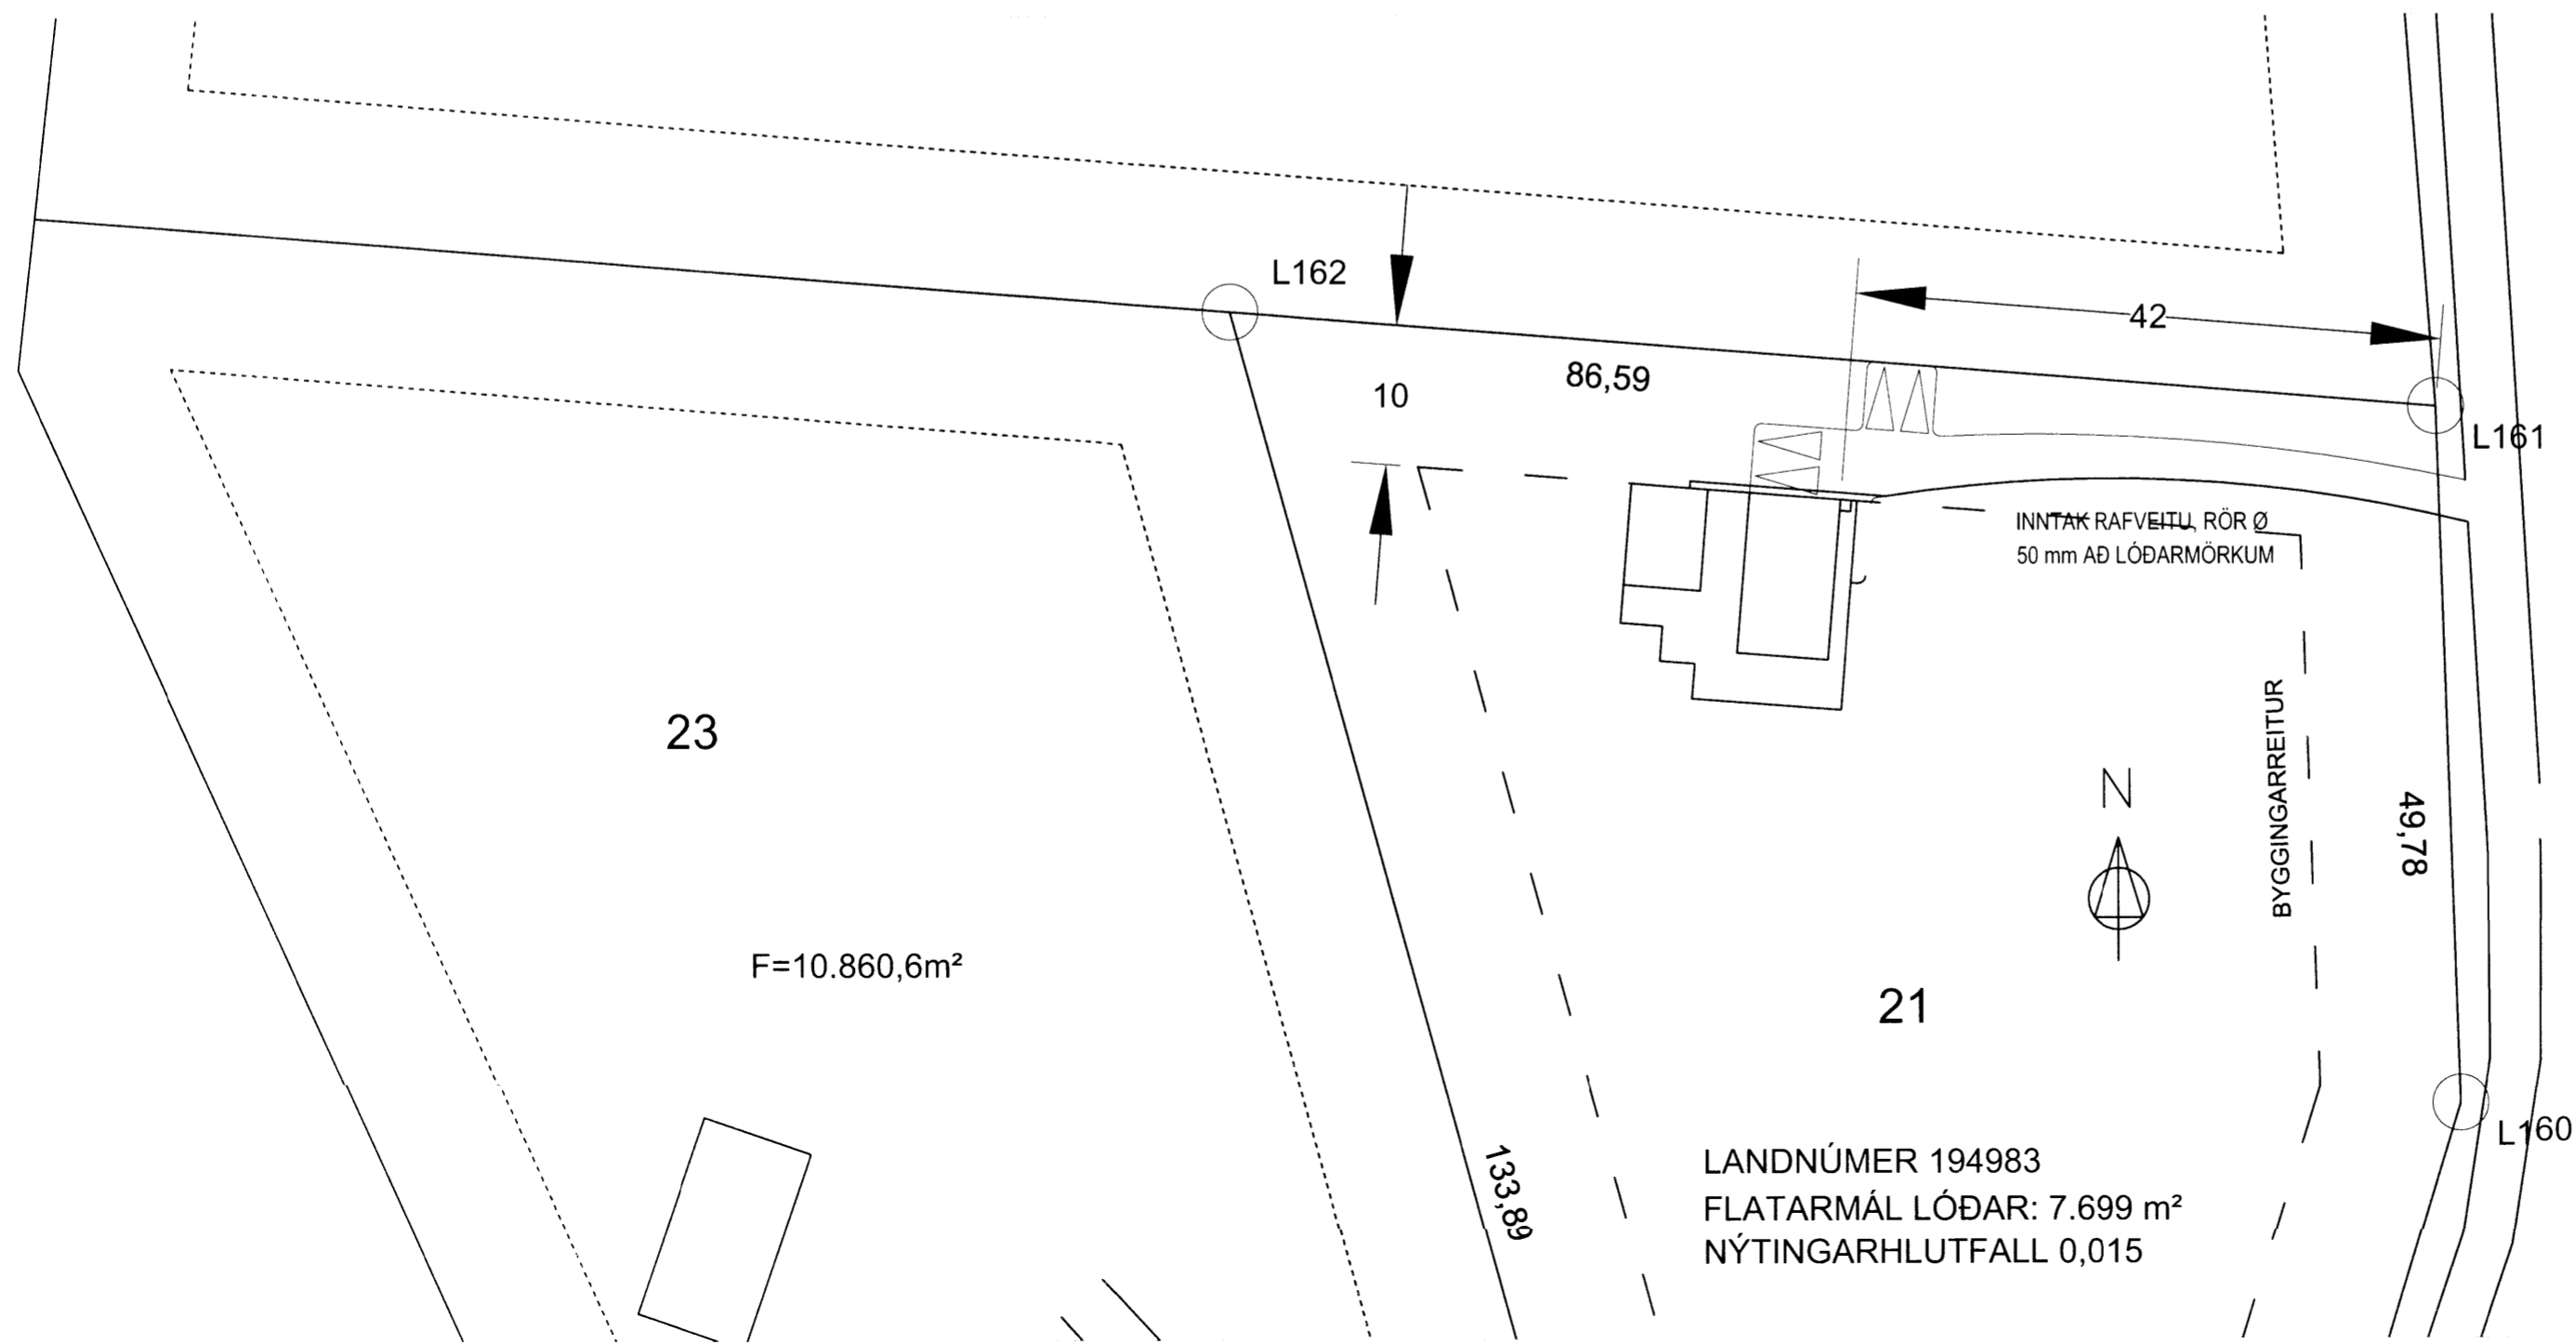 L162
42
86,59
10
L161
INNTAK RAFVEITU, RÖR Ø
50 mm AÐ LÓÐARMÖRKUM
23
BYGGINGARREITUR
N
49,78
F=10.860,6m²
21
L160
133,89
LANDNÚMER 194983
FLATARMÁL LÓÐAR: 7.699 m²
NÝTINGARHLUTFALL 0,015